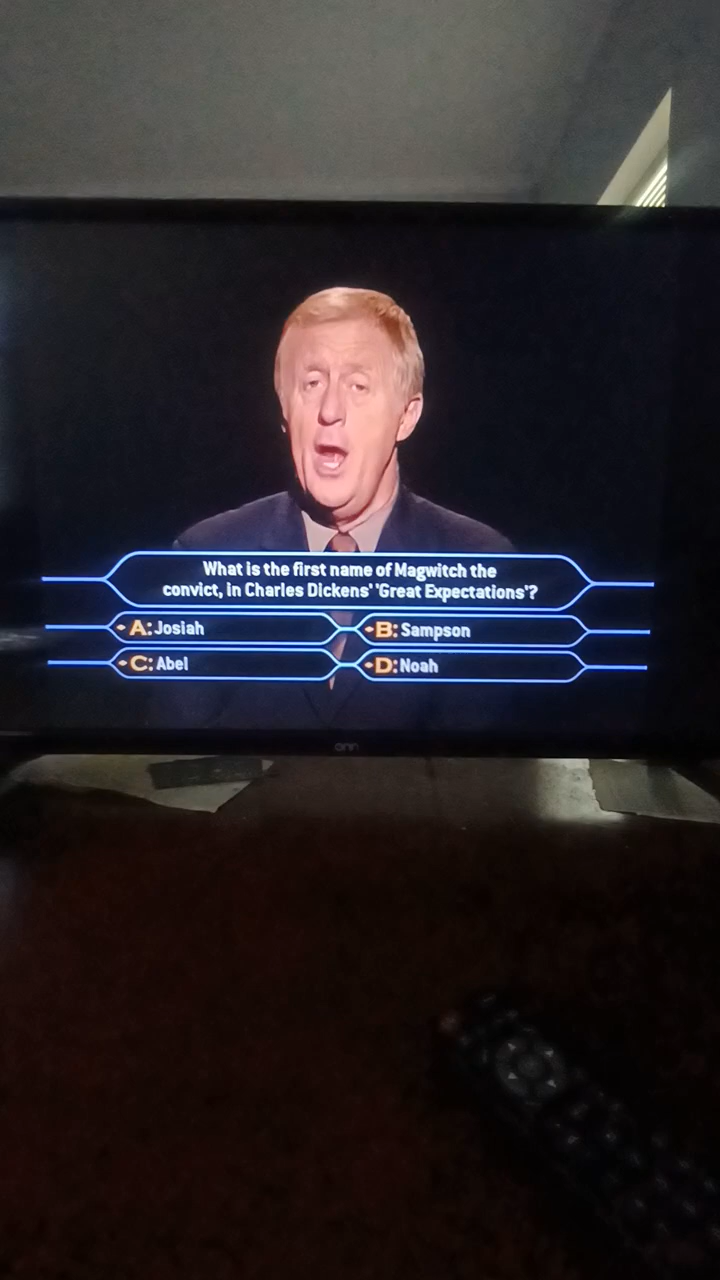 What is the first name of Magwitch the
convict, in Charles Dickens' 'Great Expectations'?
A: Josiah
B: Sampson
C: Abel
D: Noah
onn